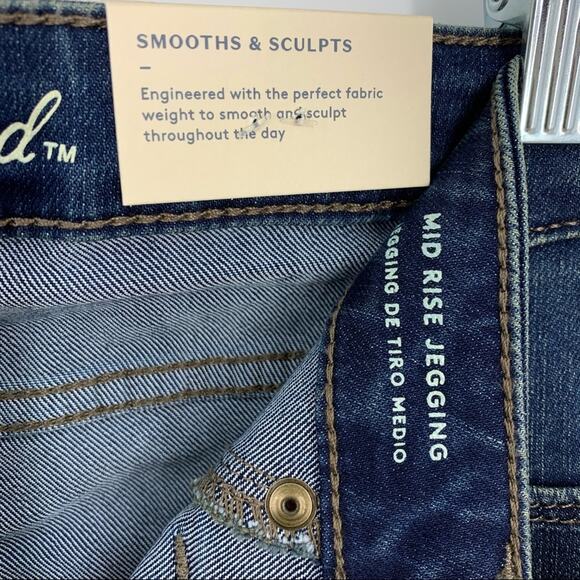 SMOOTHS & SCULPTS
–
Engineered with the perfect fabric
weight to smooth and sculpt
throughout the day
d™
MID RISE JEGGING
JEGGING DE TIRO MEDIO